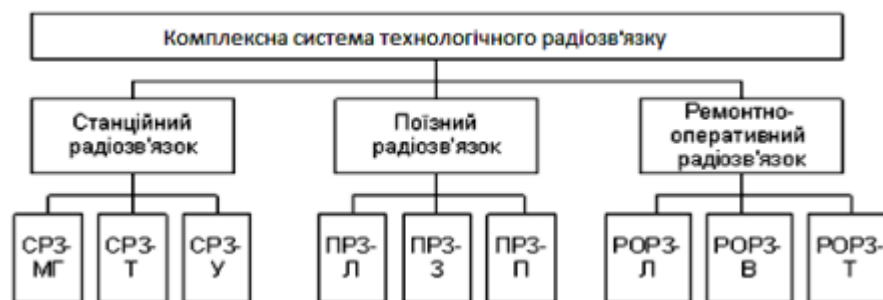 Комплексна система технологічного радіозв'язку
Станційний
радіозв'язок
Поїзний
радіозв'язок
Ремонтно-
оперативний
радіозв'язок
СРЗ-
МГ
СРЗ-
Т
СРЗ-
У
ПРЗ-
Л
ПРЗ-
З
ПРЗ-
П
РОРЗ-
Л
РОРЗ-
В
РОРЗ-
Т